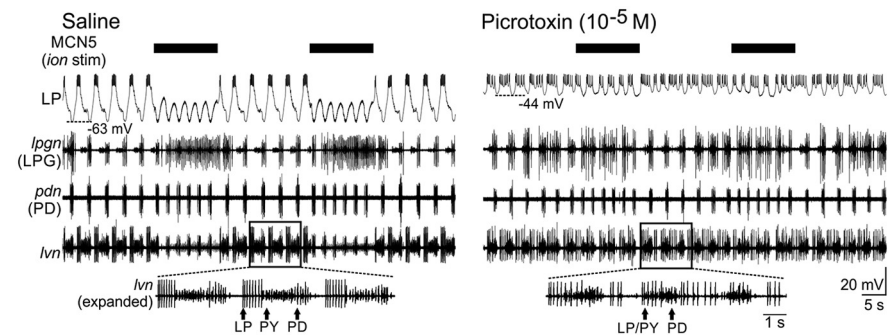 Saline
Picrotoxin (10-5 M)
MCN5
(ion stim)
LP
-63 mV
-44 mV
lpgn
(LPG)
pdn
(PD)
lvn
lvn
(expanded)
LP PY PD
LP/PY PD
1 s
20 mV
5 s